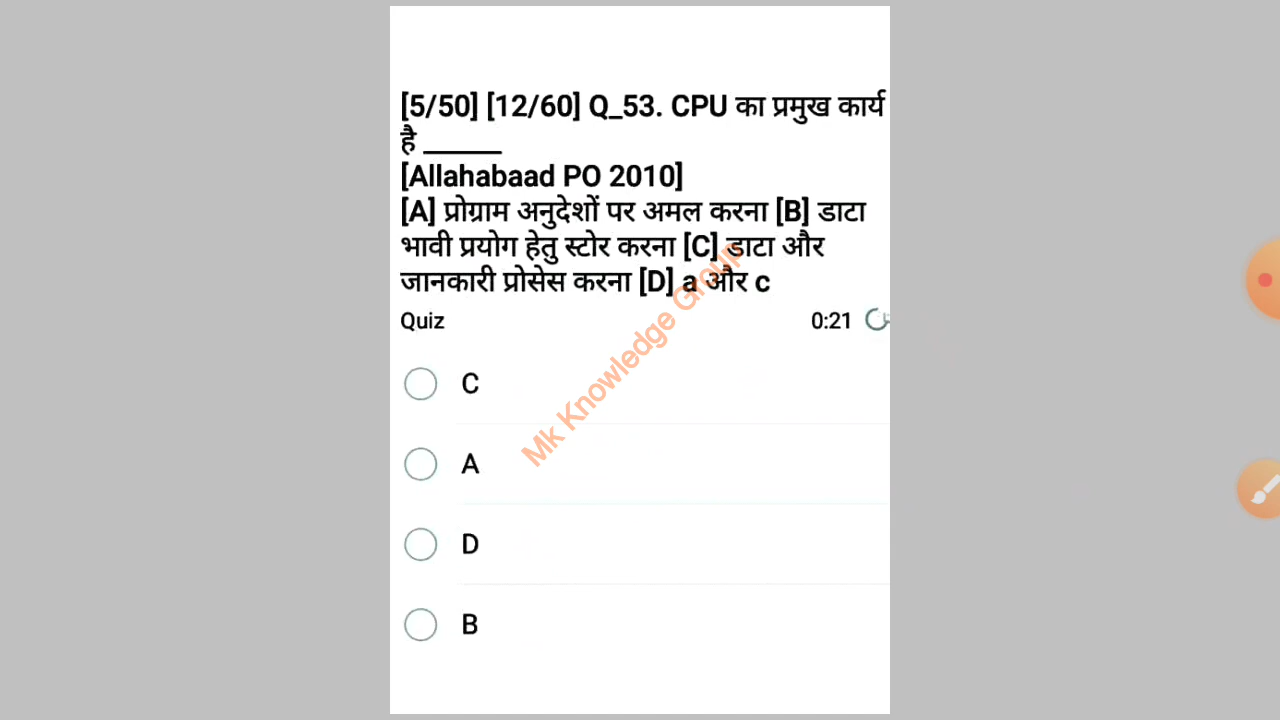 [5/50] [12/60] Q_53. CPU का प्रमुख कार्य
है ______
[Allahabaad PO 2010]
[A] प्रोग्राम अनुदेशों पर अमल करना [B] डाटा
भावी प्रयोग हेतु स्टोर करना [C] डाटा और
जानकारी प्रोसेस करना [D] a और c
Quiz 0:21
C
A
D
B
Mk Knowledge Group